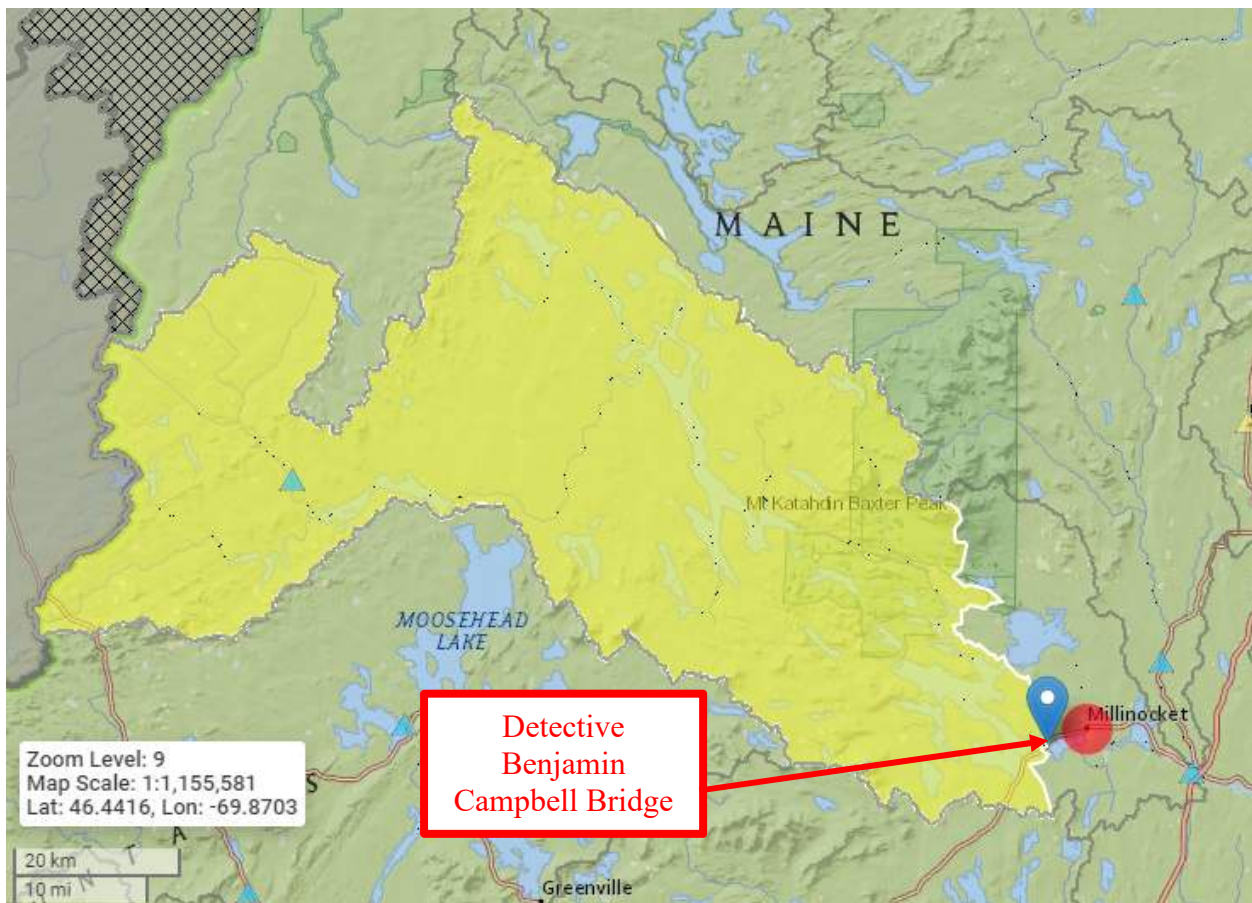 MAINE
Mt Katahdin Baxter Peak
MOOSEHEAD
LAKE
Millinocket
Detective
Benjamin
Campbell Bridge
Zoom Level: 9
Map Scale: 1:1,155,581
Lat: 46.4416, Lon: -69.8703
S
20 km
10 mi
N T A
Greenville